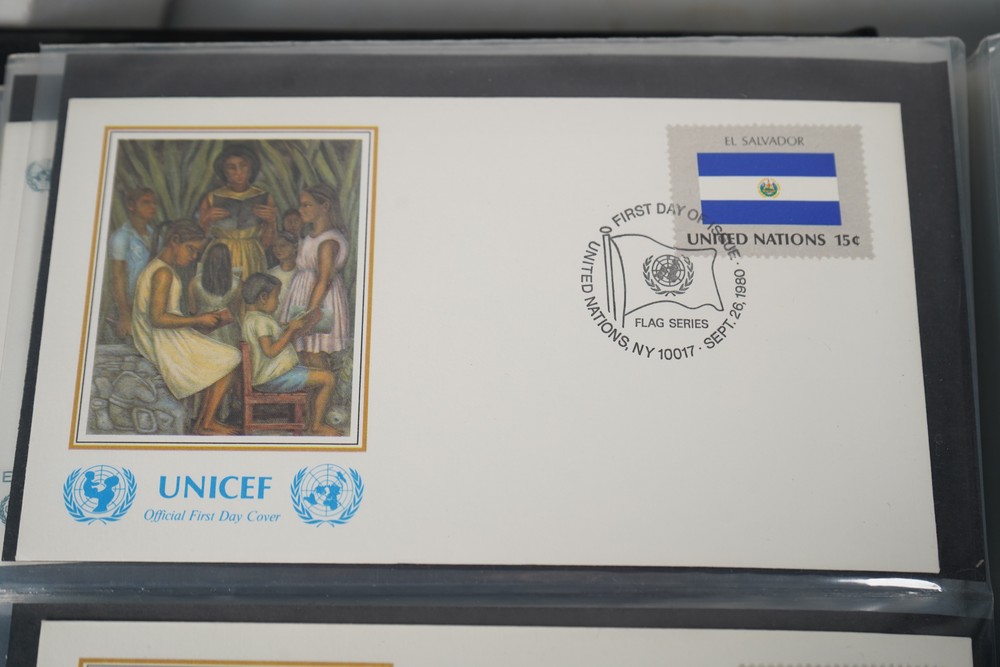 EL SALVADOR
UNITED NATIONS 15¢
FIRST DAY OF ISSUE ·
UNITED NATIONS, NY 10017 · SEPT. 26, 1980
FLAG SERIES
UNICEF
Official First Day Cover